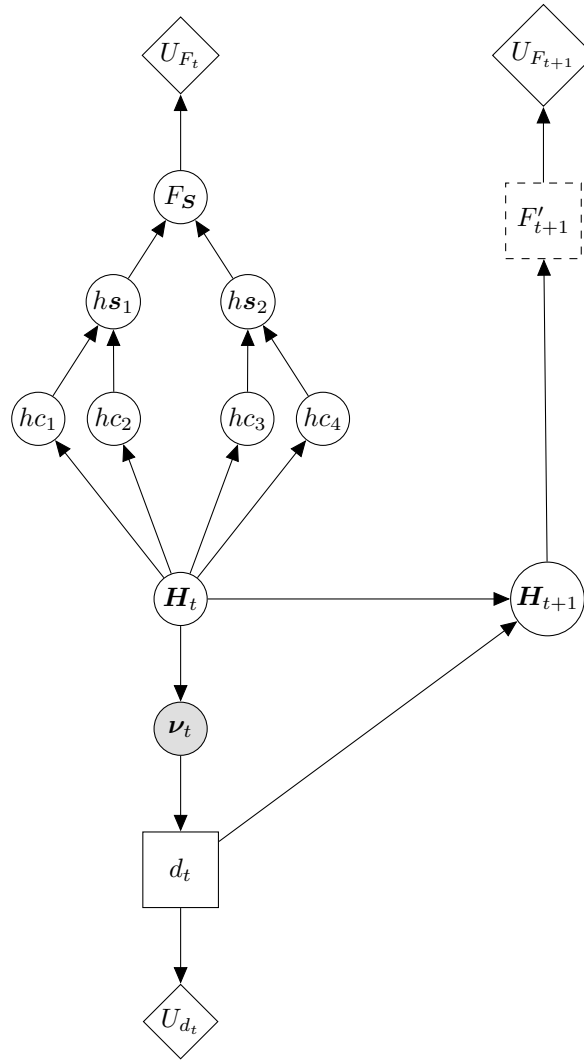 U_{F_t}
U_{F_{t+1}}
F_𝑺
F'_{t+1}
h𝒔_1
h𝒔_2
hc_1
hc_2
hc_3
hc_4
𝑯_t
𝑯_{t+1}
𝝂_t
d_t
U_{d_t}